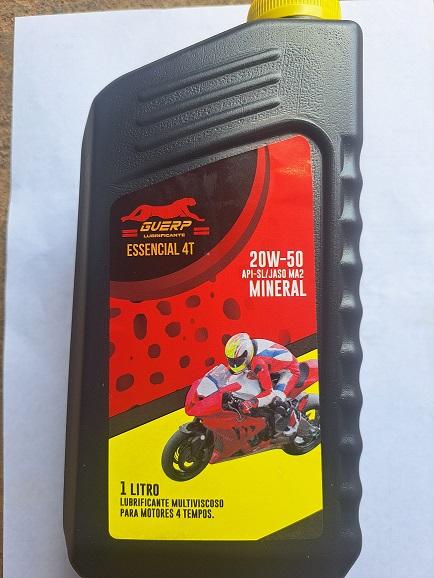 GUERP
LUBRIFICANTE
ESSENCIAL 4T
20W-50
API-SL/JASO MA2
MINERAL
1 LITRO
LUBRIFICANTE MULTIVISCOSO
PARA MOTORES 4 TEMPOS.